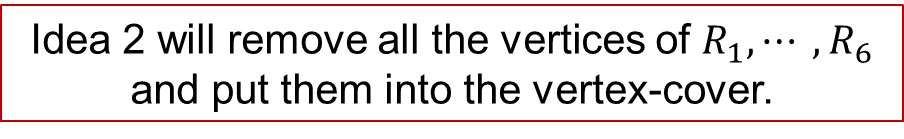 Idea 2 will remove all the vertices of R₁, ⋯ , R₆
and put them into the vertex-cover.